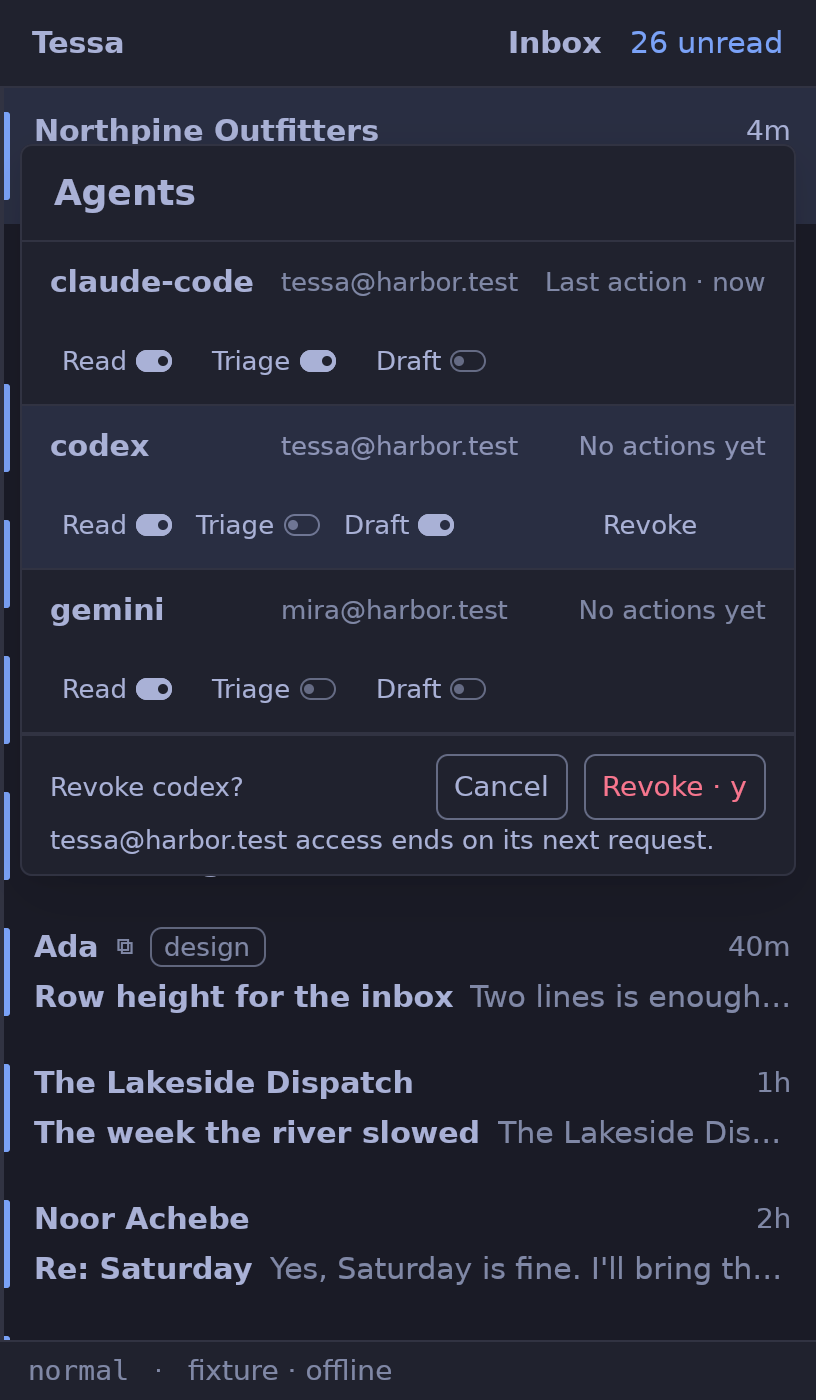 Tessa Inbox 26 unread
Northpine Outfitters 4m
Agents
claude-code tessa@harbor.test Last action · now
Read Triage Draft
codex tessa@harbor.test No actions yet
Read Triage Draft Revoke
gemini mira@harbor.test No actions yet
Read Triage Draft
Revoke codex? Cancel Revoke · y
tessa@harbor.test access ends on its next request.
Ada design 40m
Row height for the inbox Two lines is enough…
The Lakeside Dispatch 1h
The week the river slowed The Lakeside Dis…
Noor Achebe 2h
Re: Saturday Yes, Saturday is fine. I'll bring th…
normal · fixture · offline